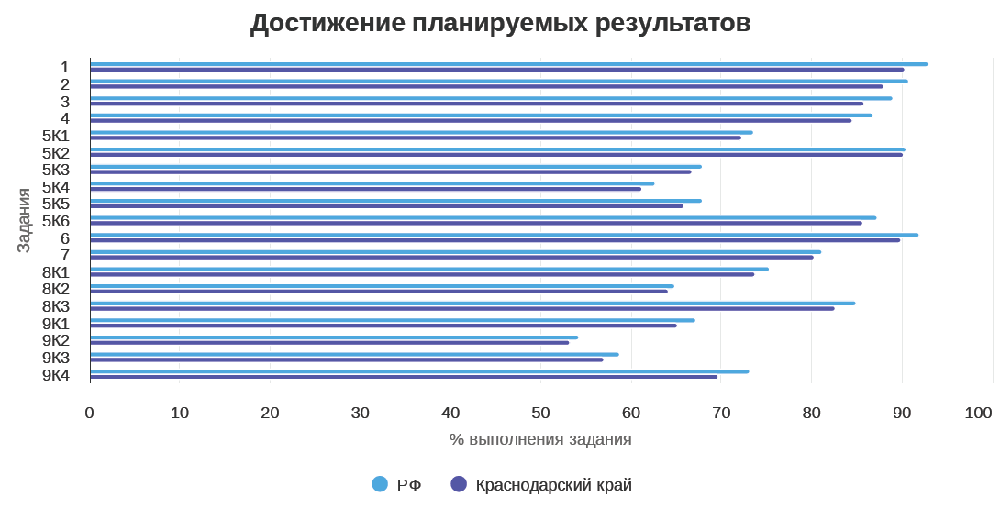 Достижение планируемых результатов
Задания
1
2
3
4
5К1
5К2
5К3
5К4
5К5
5К6
6
7
8К1
8К2
8К3
9К1
9К2
9К3
9К4
0 10 20 30 40 50 60 70 80 90 100
% выполнения задания
РФ Краснодарский край